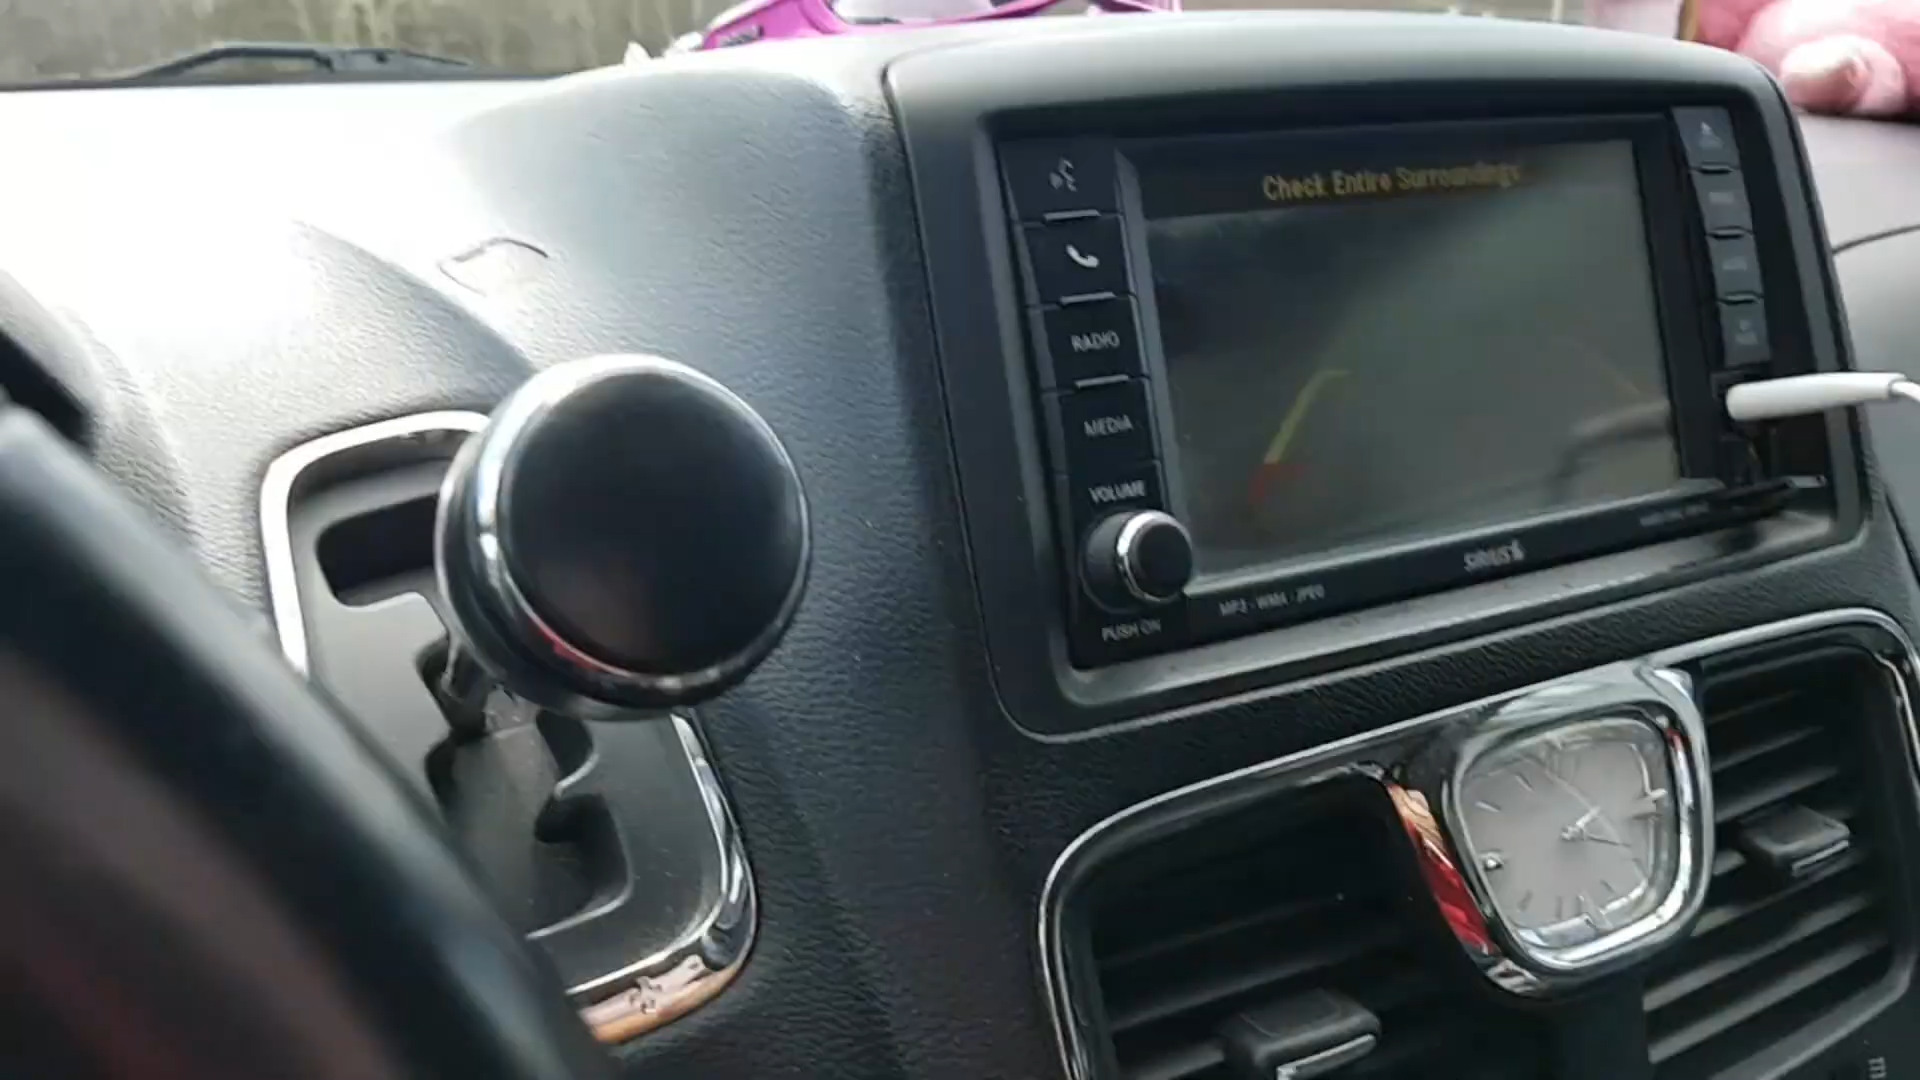 Check Entire Surroundings
RADIO
MEDIA
VOLUME
PUSH ON
MP3 - WMA - JPEG
SIRIUS